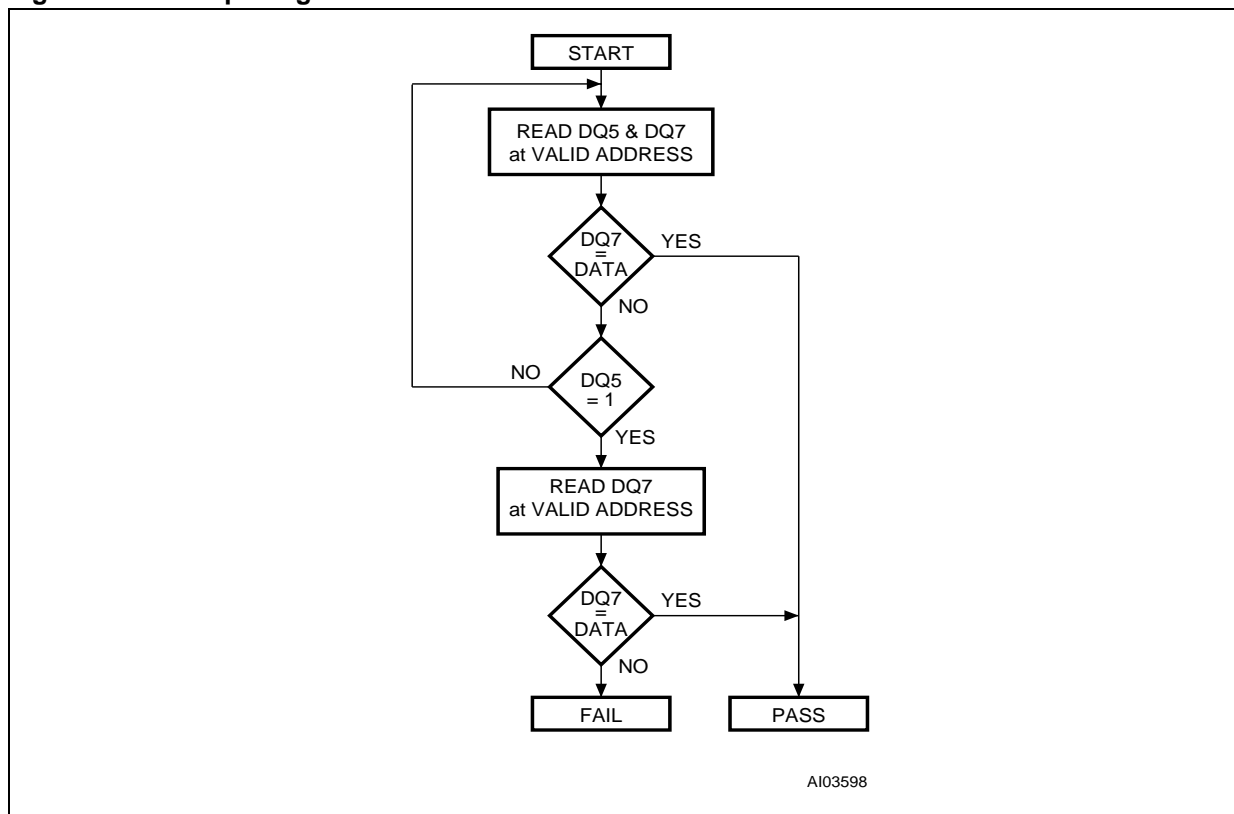 START
READ DQ5 & DQ7
at VALID ADDRESS
DQ7
=
DATA
YES
NO
DQ5
= 1
NO
YES
READ DQ7
at VALID ADDRESS
DQ7
=
DATA
YES
NO
FAIL
PASS
AI03598